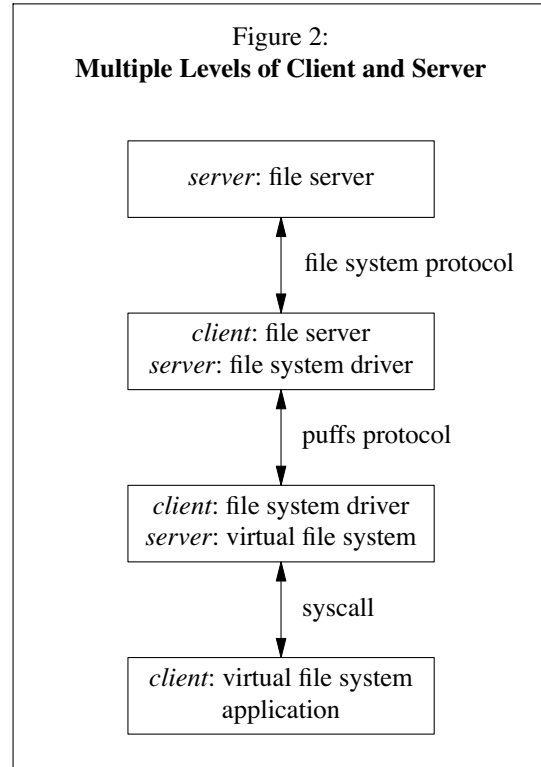 Figure 2:
Multiple Levels of Client and Server
server: file server
file system protocol
client: file server
server: file system driver
puffs protocol
client: file system driver
server: virtual file system
syscall
client: virtual file system
application